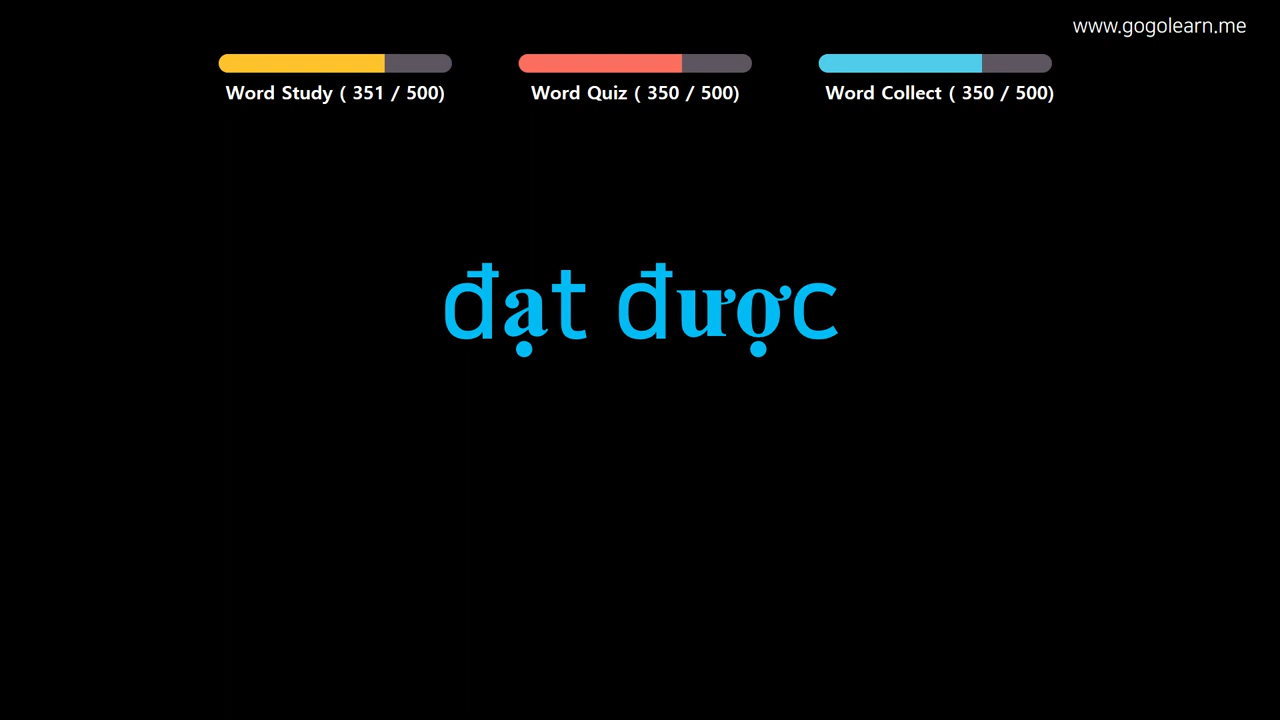 www.gogolearn.me
Word Study ( 351 / 500)
Word Quiz ( 350 / 500)
Word Collect ( 350 / 500)
đạt được